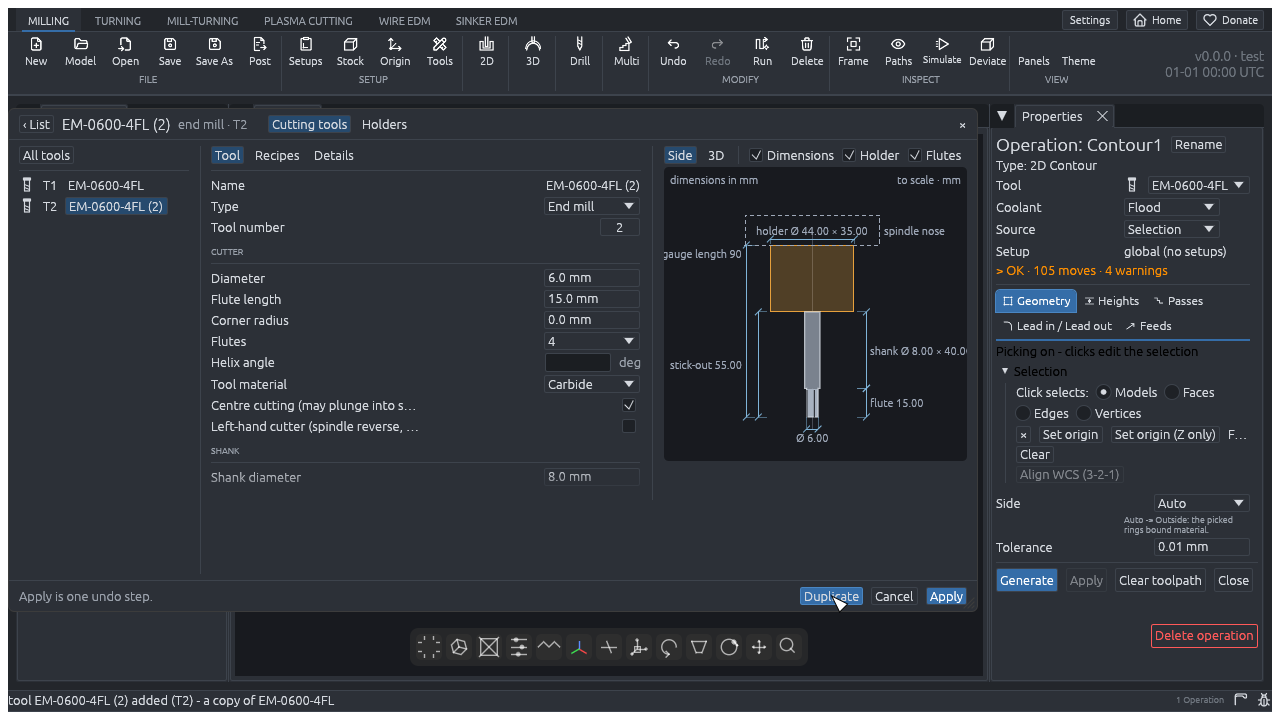 MILLING TURNING MILL-TURNING PLASMA CUTTING WIRE EDM SINKER EDM Settings Home Donate
New Model Open Save Save As Post Setups Stock Origin Tools 2D 3D Drill Multi Undo Redo Run Delete Frame Paths Simulate Deviate Panels Theme
FILE SETUP MODIFY INSPECT VIEW
v0.0.0 · test
01-01 00:00 UTC
‹ List EM-0600-4FL (2) end mill · T2 Cutting tools Holders ×
All tools
T1 EM-0600-4FL
T2 EM-0600-4FL (2)
Tool Recipes Details
Name EM-0600-4FL (2)
Type End mill
Tool number 2
CUTTER
Diameter 6.0 mm
Flute length 15.0 mm
Corner radius 0.0 mm
Flutes 4
Helix angle deg
Tool material Carbide
Centre cutting (may plunge into s...
Left-hand cutter (spindle reverse, ...
SHANK
Shank diameter 8.0 mm
Side 3D Dimensions Holder Flutes
dimensions in mm to scale · mm
holder Ø 44.00 × 35.00 spindle nose
gauge length 90
shank Ø 8.00 × 40.0
stick-out 55.00
flute 15.00
Ø 6.00
Apply is one undo step. Duplicate Cancel Apply
Properties
Operation: Contour1 Rename
Type: 2D Contour
Tool EM-0600-4FL
Coolant Flood
Source Selection
Setup global (no setups)
> OK · 105 moves · 4 warnings
Geometry Heights Passes
Lead in / Lead out Feeds
Picking on - clicks edit the selection
Selection
Click selects: Models Faces
Edges Vertices
× Set origin Set origin (Z only) F...
Clear
Align WCS (3-2-1)
Side Auto
Auto -> Outside: the picked
rings bound material.
Tolerance 0.01 mm
Generate Apply Clear toolpath Close
Delete operation
tool EM-0600-4FL (2) added (T2) - a copy of EM-0600-4FL 1 Operation